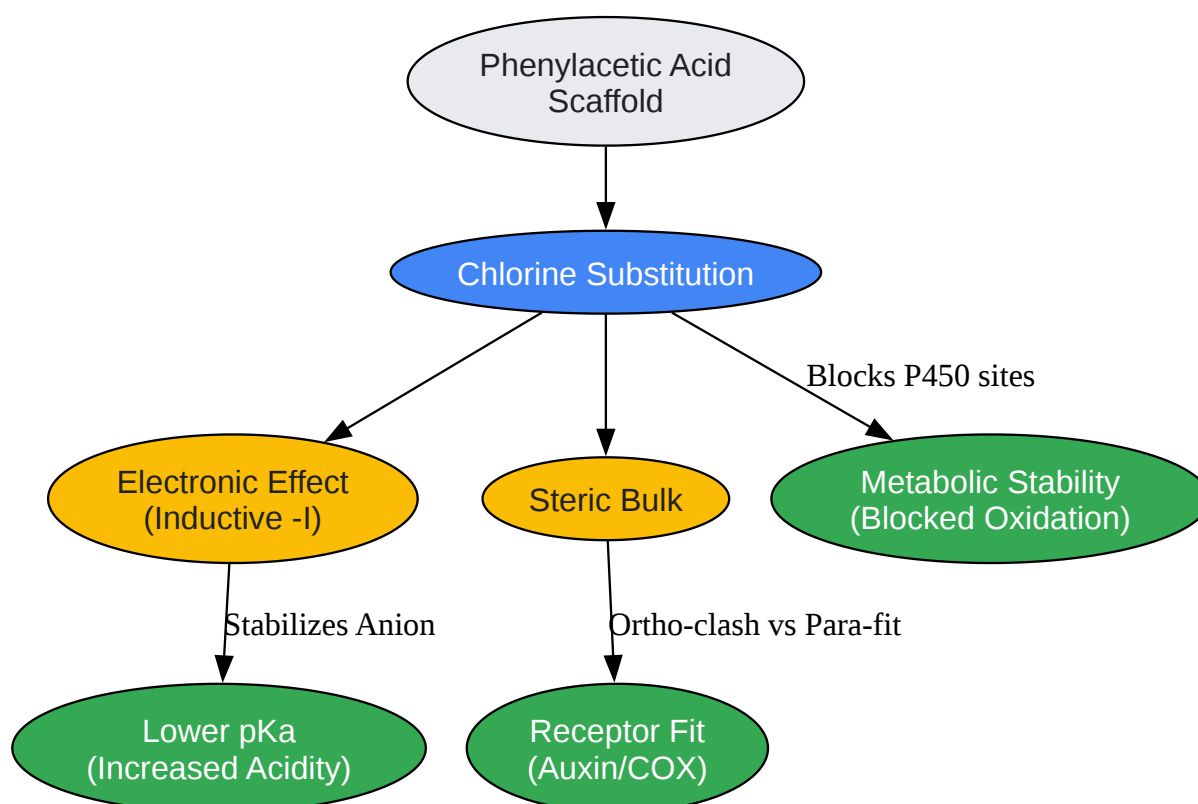 Phenylacetic Acid
Scaffold
Chlorine Substitution
Blocks P450 sites
Electronic Effect
(Inductive -I)
Steric Bulk
Metabolic Stability
(Blocked Oxidation)
Stabilizes Anion
Ortho-clash vs Para-fit
Lower pKa
(Increased Acidity)
Receptor Fit
(Auxin/COX)